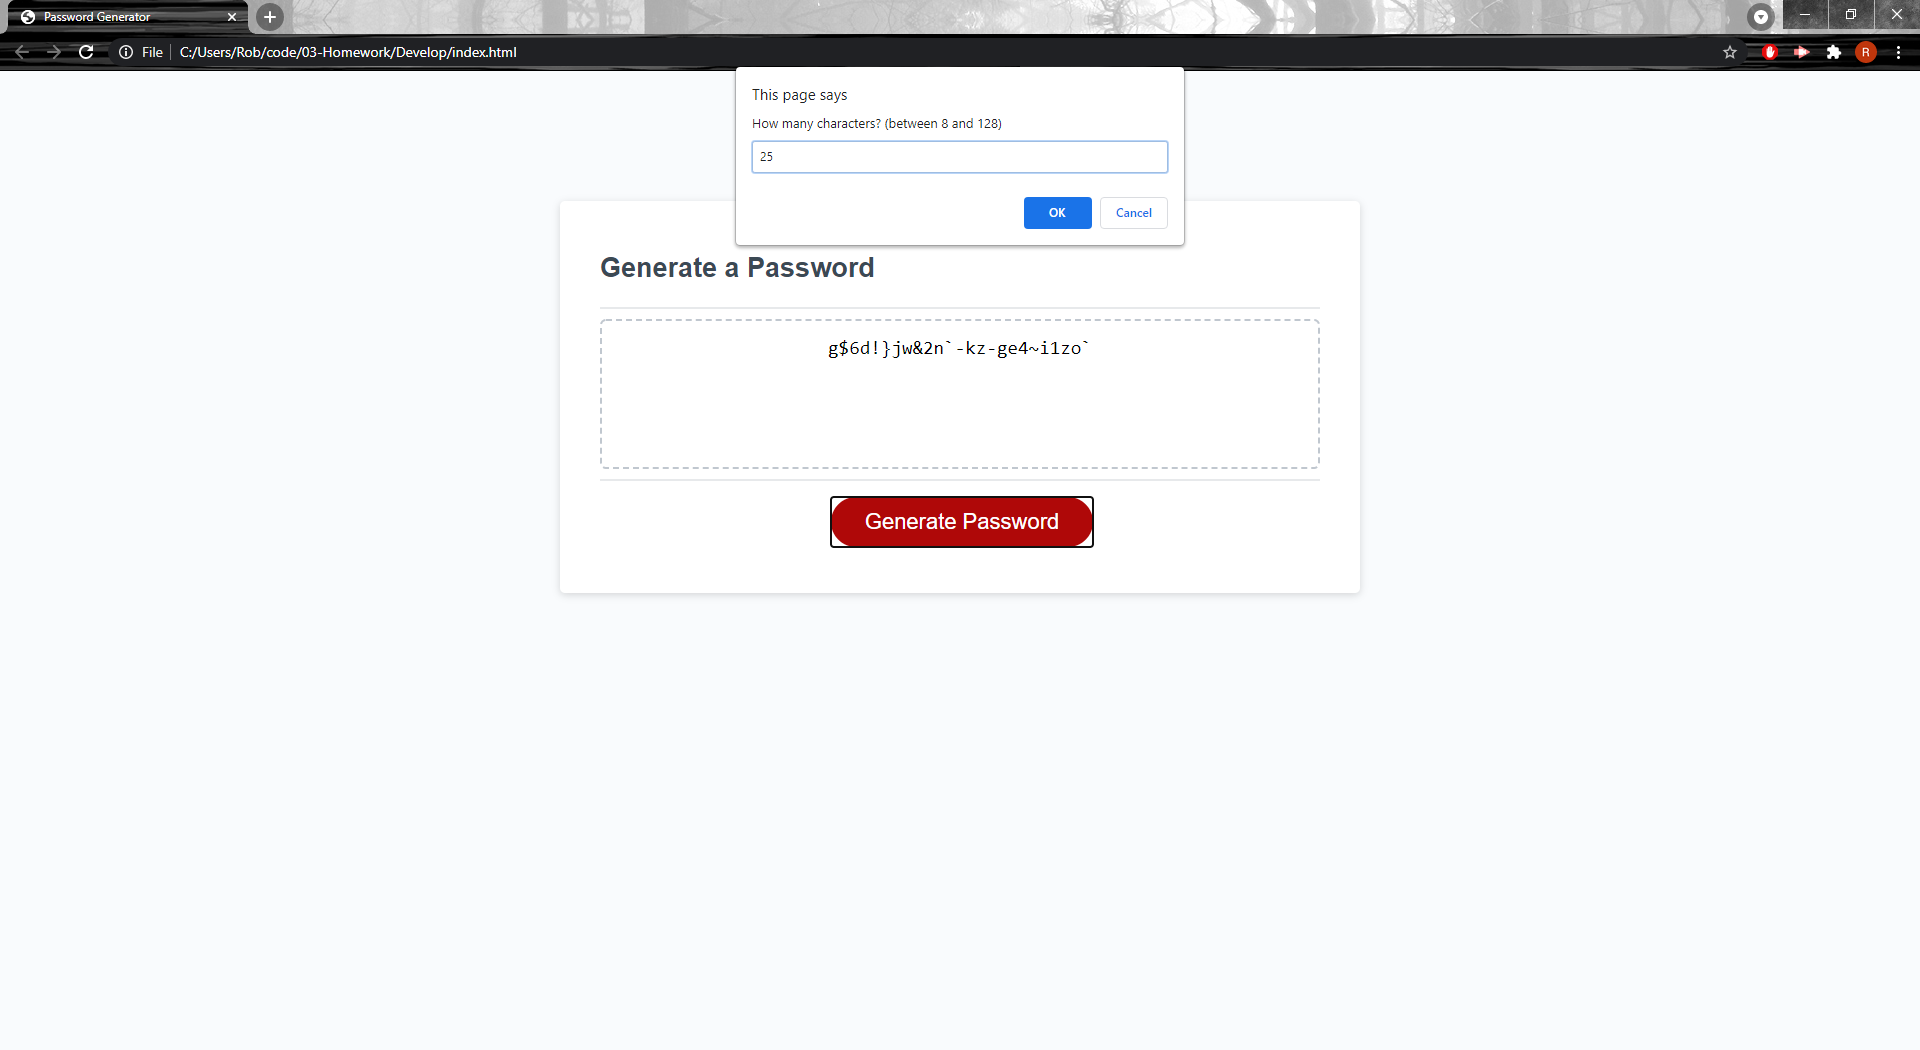 Password Generator
File C:/Users/Rob/code/03-Homework/Develop/index.html
R
This page says
How many characters? (between 8 and 128)
25
OK Cancel
Generate a Password
g$6d!}jw&2n`-kz-ge4~i1zo`
Generate Password